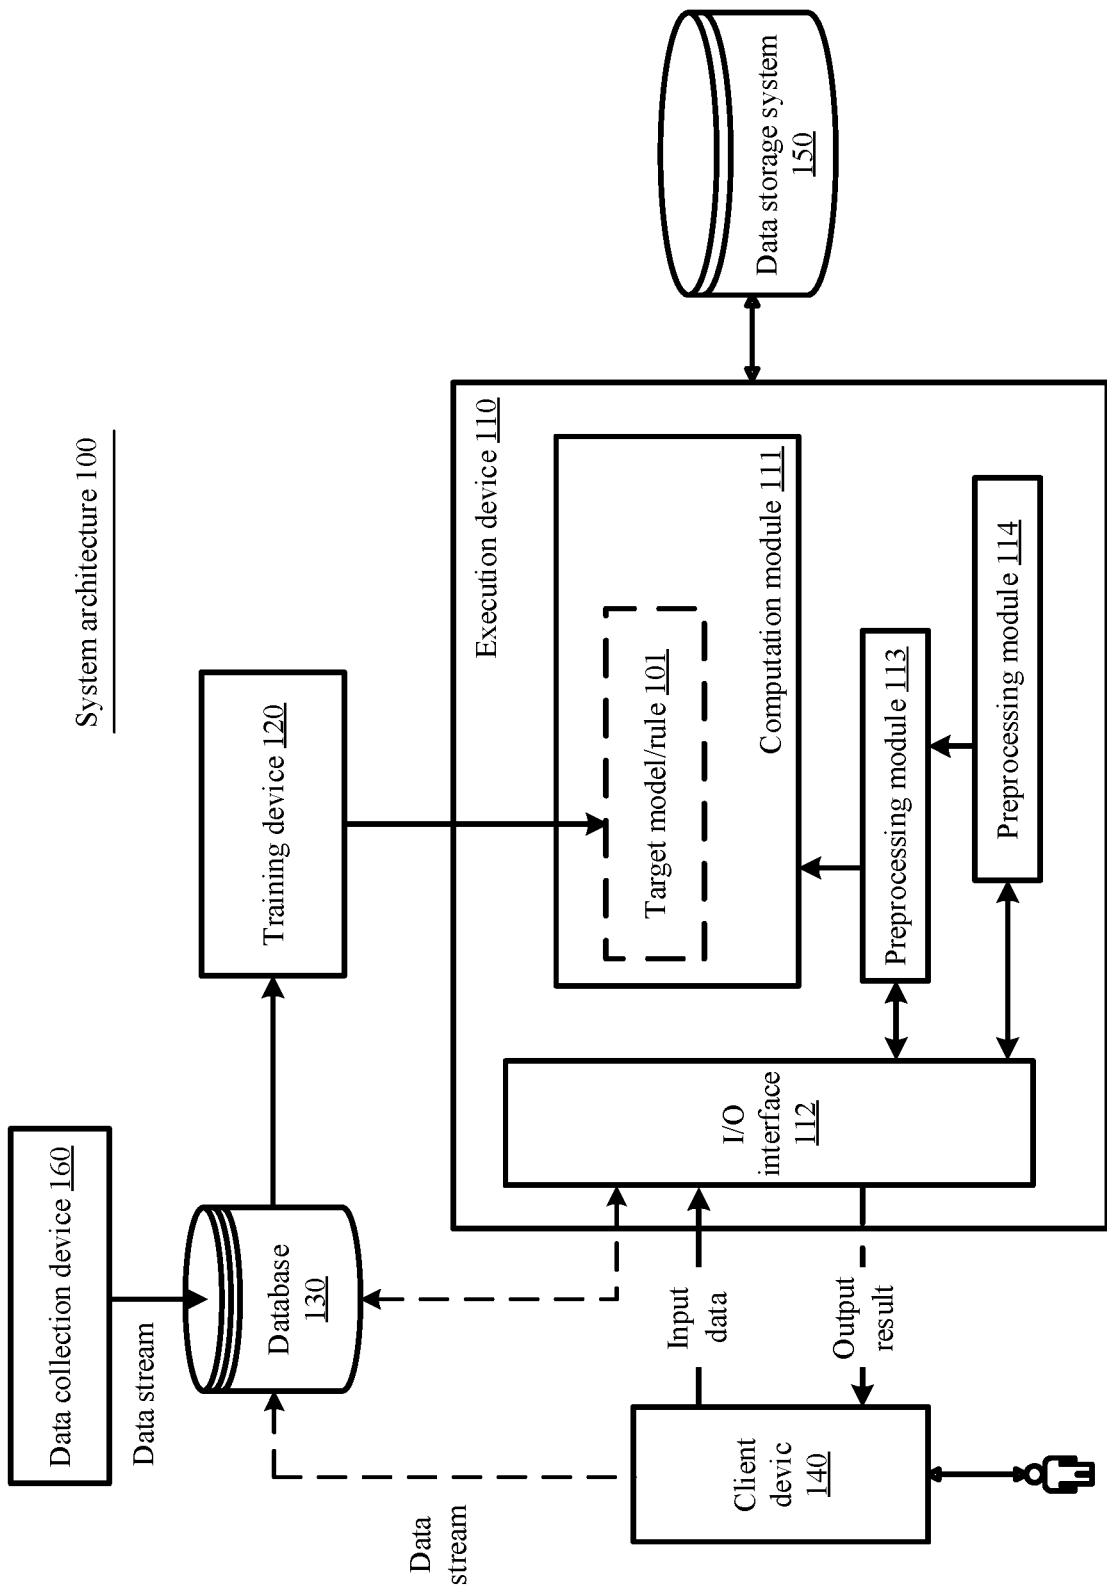 System architecture 100
Data collection device 160
Data stream
Database
130
Training device 120
Data
stream
Execution device 110
Target model/rule 101
Computation module 111
Client
devic
140
Input
data
Output
result
I/O
interface
112
Preprocessing module 113
Preprocessing module 114
Data storage system
150